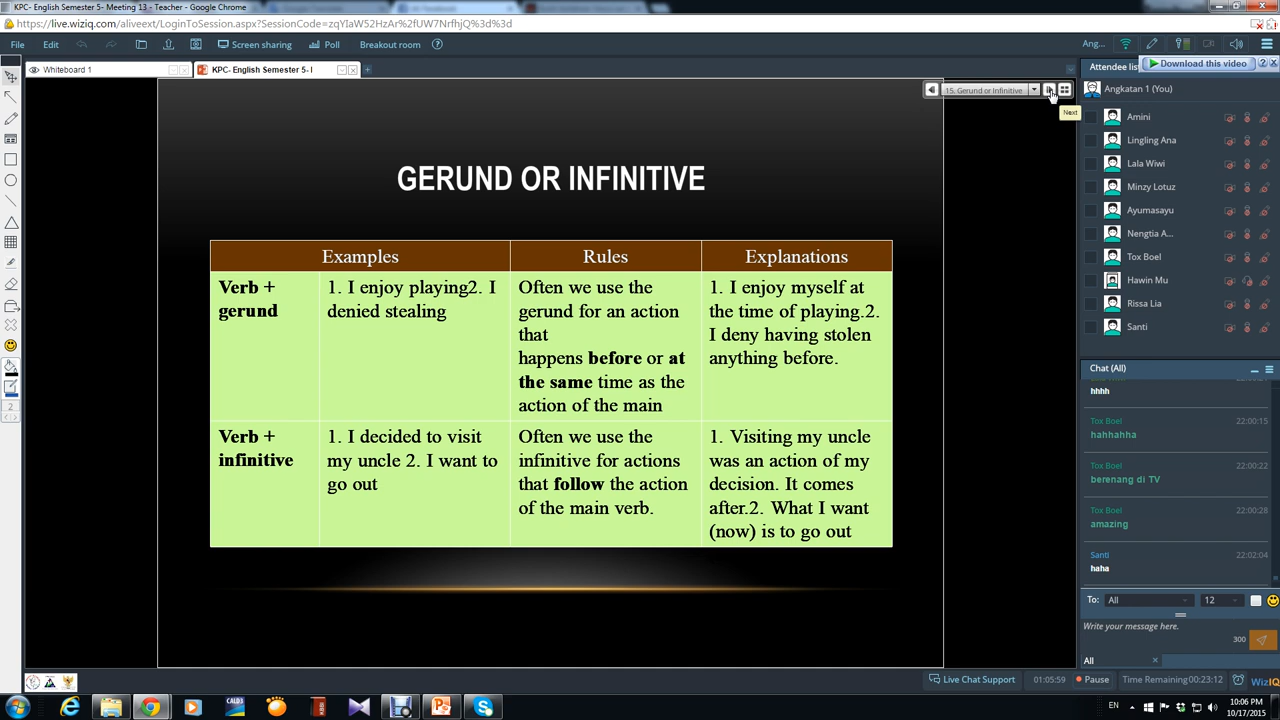 KPC- English Semester 5- Meeting 13 - Teacher - Google Chrome
https://live.wiziq.com/aliveext/LoginToSession.aspx?SessionCode=zqYIaW52HzAr%2fUW7NrfhjQ%3d%3d
File Edit Screen sharing Poll Breakout room Ang...
Whiteboard 1 KPC- English Semester 5- I Attendee list Download this video
15. Gerund or Infinitive
Next
Angkatan 1 (You)
Amini
Lingling Ana
Lala Wiwi
Minzy Lotuz
Ayumasayu
Nengtia A...
Tox Boel
Hawin Mu
Rissa Lia
Santi
GERUND OR INFINITIVE
Examples Rules Explanations
Verb +
gerund
1. I enjoy playing2. I
denied stealing
Often we use the
gerund for an action
that
happens before or at
the same time as the
action of the main
1. I enjoy myself at
the time of playing.2.
I deny having stolen
anything before.
Verb +
infinitive
1. I decided to visit
my uncle 2. I want to
go out
Often we use the
infinitive for actions
that follow the action
of the main verb.
1. Visiting my uncle
was an action of my
decision. It comes
after.2. What I want
(now) is to go out
Chat (All)
hhhh
Tox Boel 22:00:15
hahhahha
Tox Boel 22:00:22
berenang di TV
Tox Boel 22:00:28
amazing
Santi 22:02:04
haha
To: All 12
Write your message here.
300
All
Live Chat Support 01:05:59 Pause Time Remaining 00:23:12 WizIQ
2
CALD3
EN 10:06 PM
10/17/2015